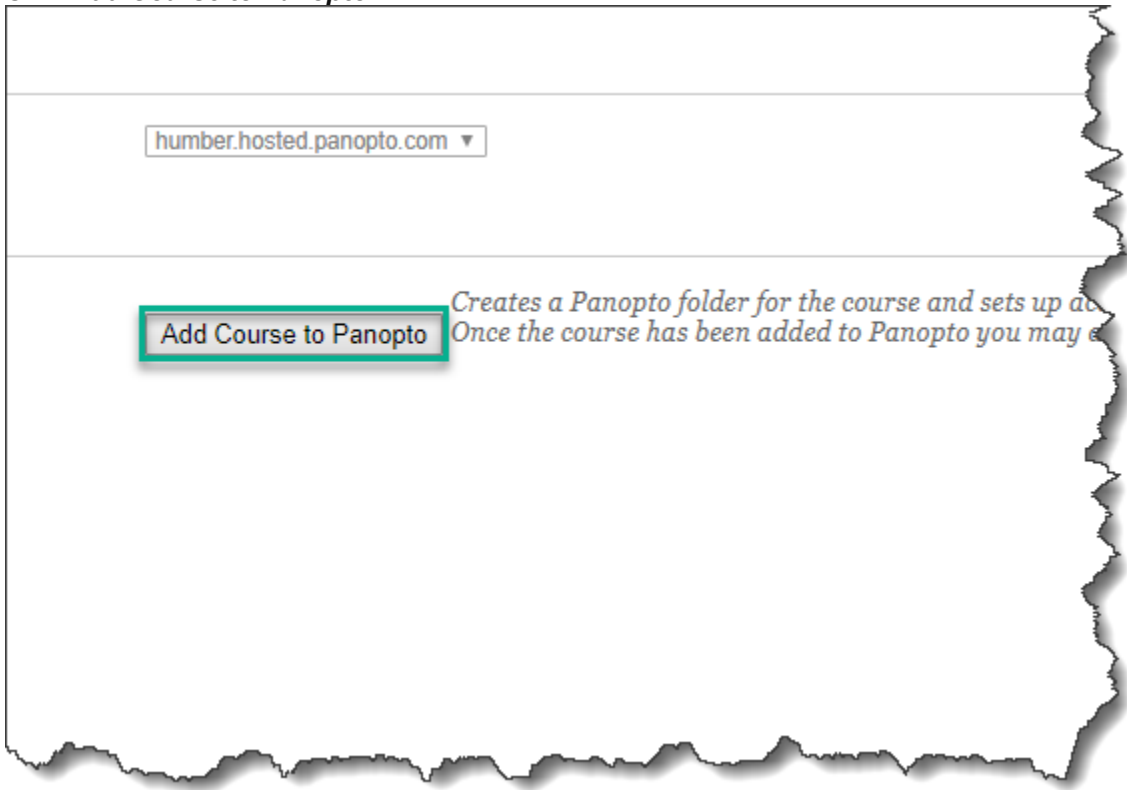 to
humber.hosted.panopto.com
Creates a Panopto folder for the course and sets up
Add Course to Panopto
Once the course has been added to Panopto you may